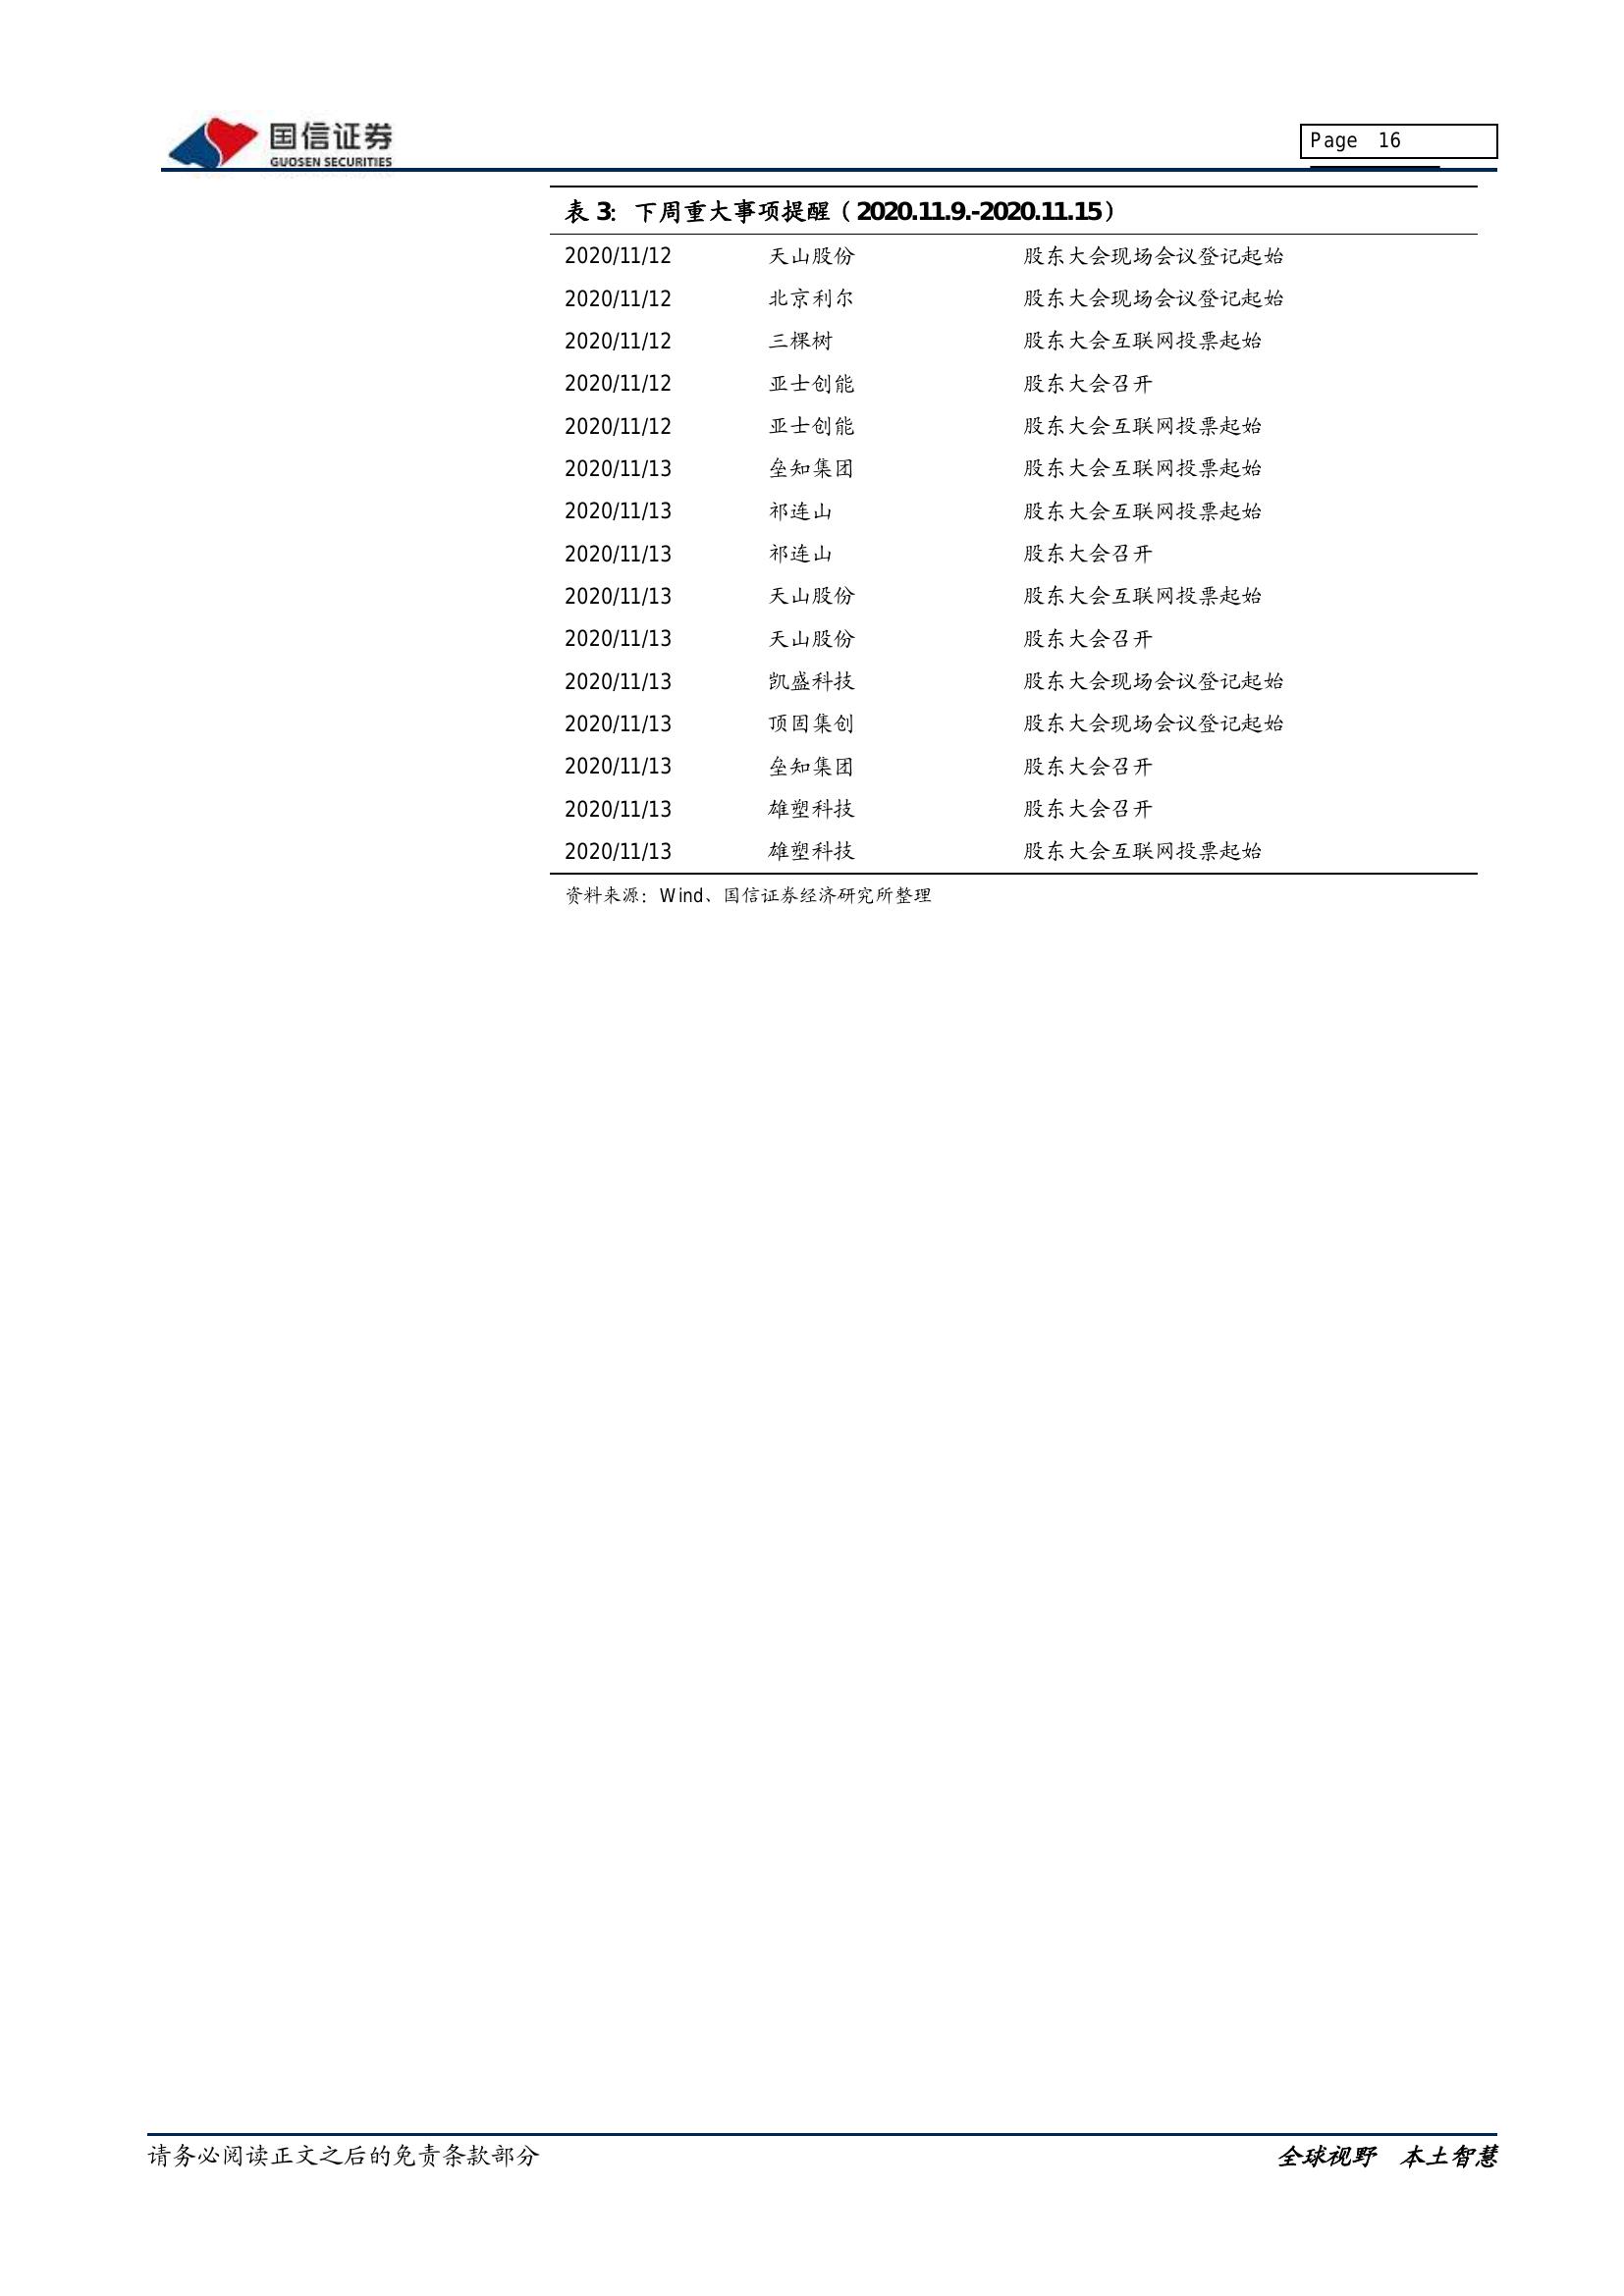 国信证券
GUOSEN SECURITIES
Page 16
表 3: 下周重大事项提醒（2020.11.9.-2020.11.15）
2020/11/12 天山股份 股东大会现场会议登记起始
2020/11/12 北京利尔 股东大会现场会议登记起始
2020/11/12 三棵树 股东大会互联网投票起始
2020/11/12 亚士创能 股东大会召开
2020/11/12 亚士创能 股东大会互联网投票起始
2020/11/13 垒知集团 股东大会互联网投票起始
2020/11/13 祁连山 股东大会互联网投票起始
2020/11/13 祁连山 股东大会召开
2020/11/13 天山股份 股东大会互联网投票起始
2020/11/13 天山股份 股东大会召开
2020/11/13 凯盛科技 股东大会现场会议登记起始
2020/11/13 顶固集创 股东大会现场会议登记起始
2020/11/13 垒知集团 股东大会召开
2020/11/13 雄塑科技 股东大会召开
2020/11/13 雄塑科技 股东大会互联网投票起始
资料来源：Wind、国信证券经济研究所整理
请务必阅读正文之后的免责条款部分 全球视野 本土智慧